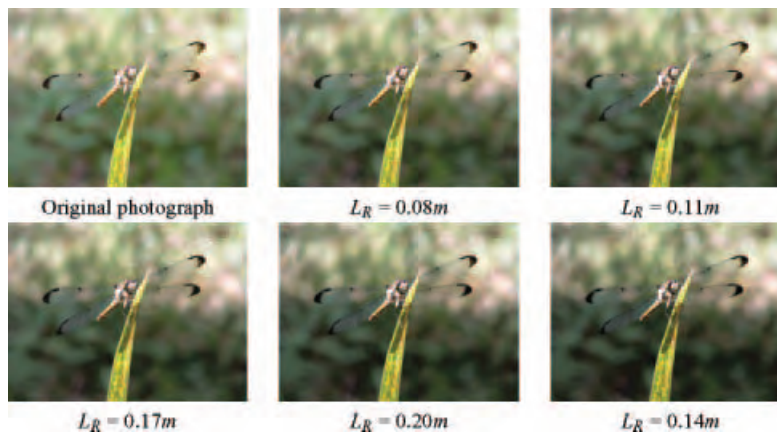 Original photograph
L_R = 0.08m
L_R = 0.11m
L_R = 0.17m
L_R = 0.20m
L_R = 0.14m